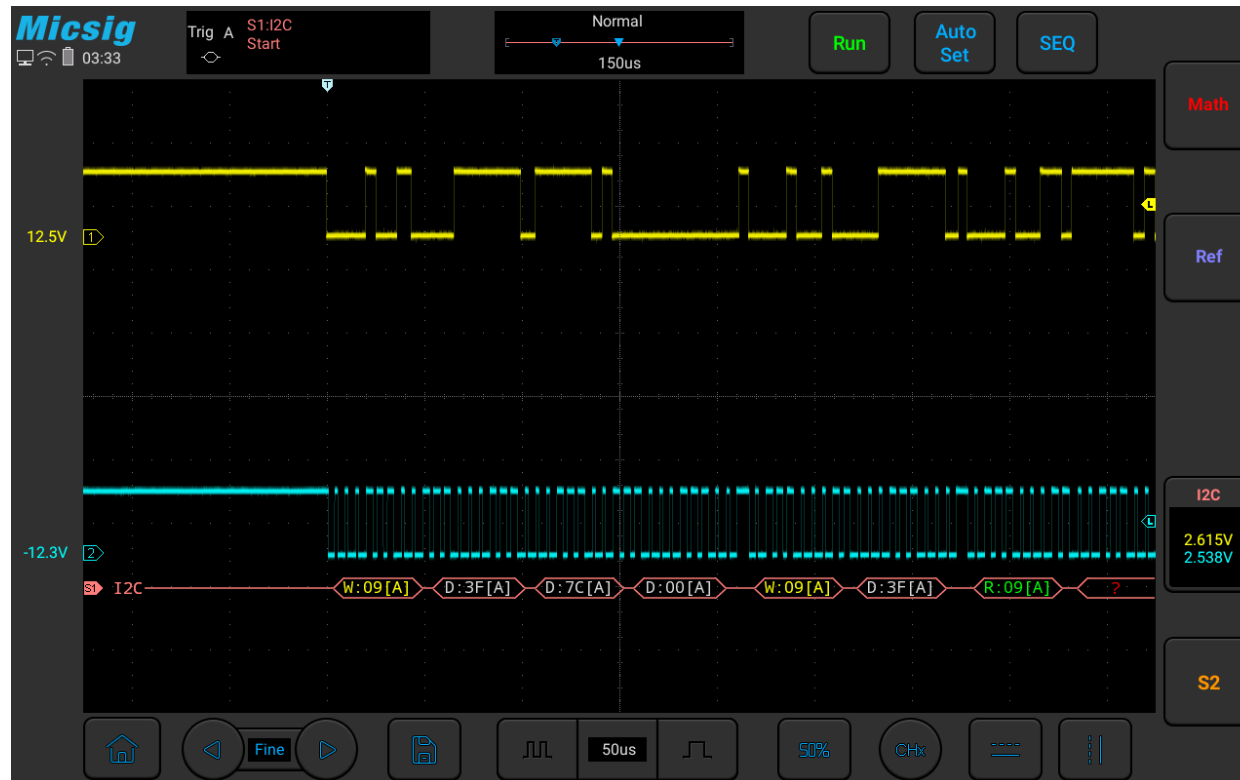 Micsig
03:33
Trig A S1:I2C
Start
Normal
150us
Run
Auto
Set
SEQ
Math
T
L
12.5V 1
Ref
I2C
L
2.615V
2.538V
-12.3V 2
S1 I2C W:09[A] D:3F[A] D:7C[A] D:00[A] W:09[A] D:3F[A] R:09[A] ?
S2
Fine
50us
50%
CHx